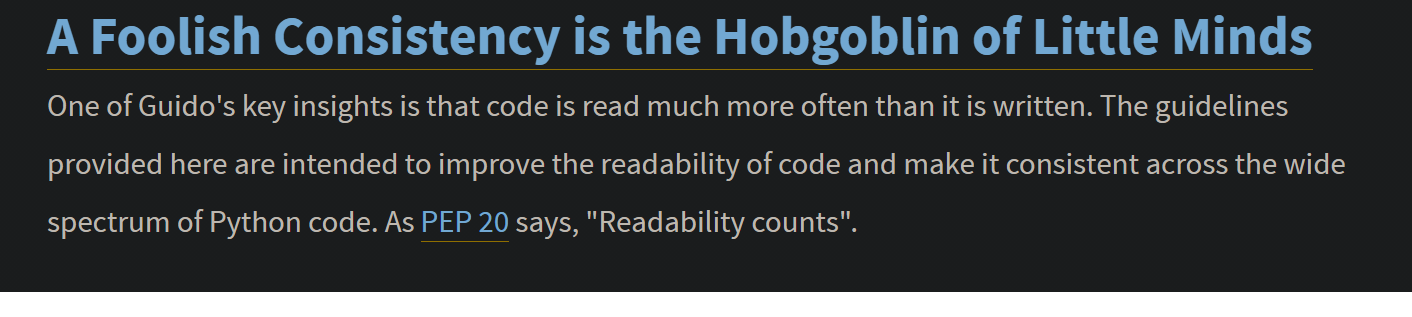 A Foolish Consistency is the Hobgoblin of Little Minds
One of Guido's key insights is that code is read much more often than it is written. The guidelines
provided here are intended to improve the readability of code and make it consistent across the wide
spectrum of Python code. As PEP 20 says, "Readability counts".